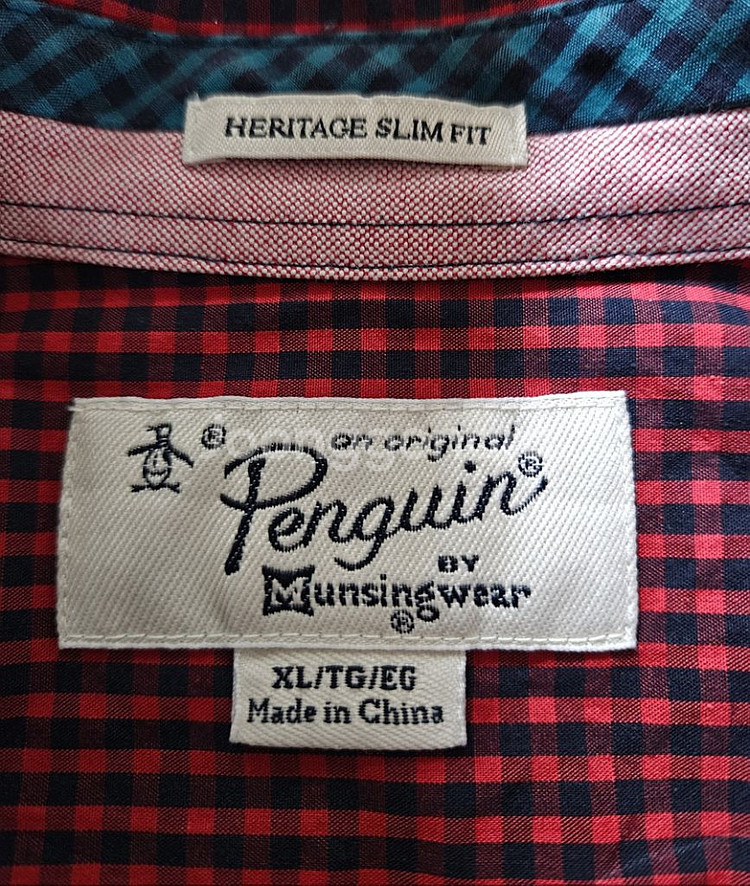 HERITAGE SLIM FIT
® an original
Penguin®
BY
Munsingwear
®
XL/TG/EG
Made in China